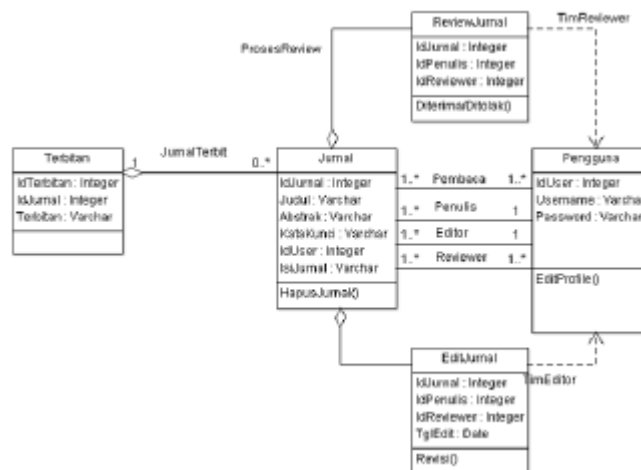 ReviewJurnal
TimReviewer
ProsesReview
IdJurnal : Integer
IdPenulis : Integer
IdReviewer : Integer
Diterima/Ditolak()
Terbitan
1
JurnalTerbit
0..*
IdTerbitan : Integer
IdJurnal : Integer
Terbitan : Varchar
Jurnal
IdJurnal : Integer
Judul : Varchar
Abstrak : Varchar
KataKunci : Varchar
IdUser : Integer
IsiJurnal : Varchar
HapusJurnal()
1..* Pembaca 1..*
1..* Penulis 1
1..* Editor 1
1..* Reviewer 1..*
Pengguna
IdUser : Integer
Username : Varcha
Password : Varchar
EditProfile()
EditJurnal
TimEditor
IdJurnal : Integer
IdPenulis : Integer
IdReviewer : Integer
TglEdit : Date
Revisi()